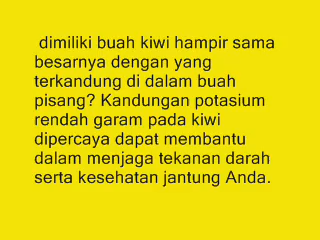 dimiliki buah kiwi hampir sama
besarnya dengan yang
terkandung di dalam buah
pisang? Kandungan potasium
rendah garam pada kiwi
dipercaya dapat membantu
dalam menjaga tekanan darah
serta kesehatan jantung Anda.